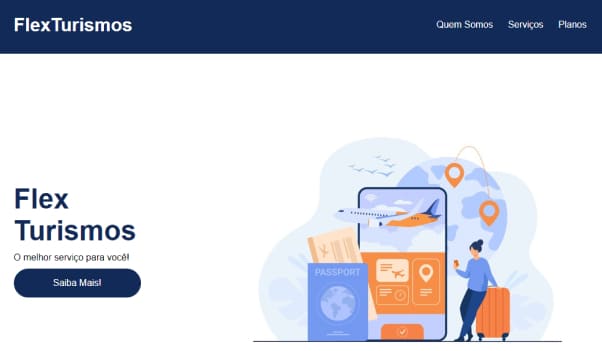 FlexTurismos
Quem Somos Serviços Planos
Flex
Turismos
O melhor serviço para você!
Saiba Mais!
PASSPORT